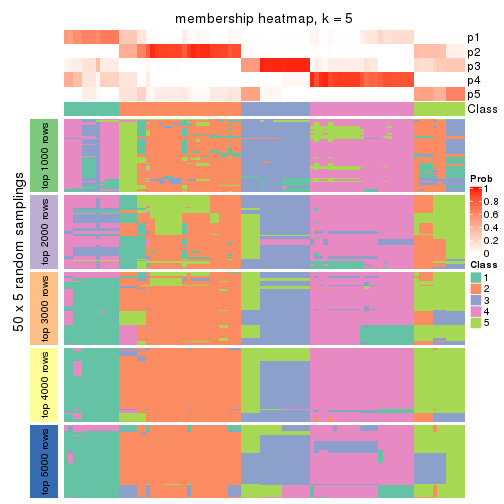 membership heatmap, k = 5
p1
p2
p3
p4
p5
Class
50 x 5 random samplings
top 1000 rows
top 2000 rows
top 3000 rows
top 4000 rows
top 5000 rows
Prob
1
0.8
0.6
0.4
0.2
0
Class
1
2
3
4
5